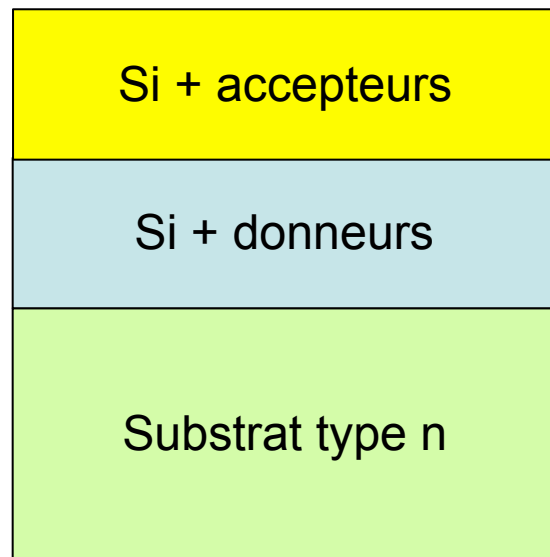 Si + accepteurs
Si + donneurs
Substrat type n